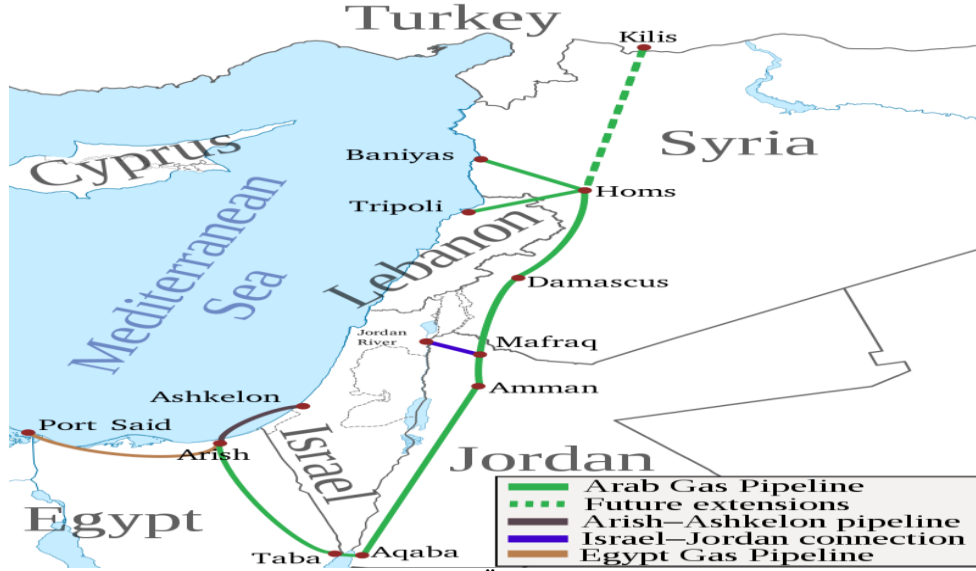 Turkey
Kilis
Cyprus
Baniyas
Syria
Homs
Tripoli
Mediterranean
Sea
Lebanon
Damascus
Jordan
River
Mafraq
Amman
Ashkelon
Port Said
Arish
Israel
Jordan
Egypt
Taba
Aqaba
Arab Gas Pipeline
Future extensions
Arish–Ashkelon pipeline
Israel–Jordan connection
Egypt Gas Pipeline